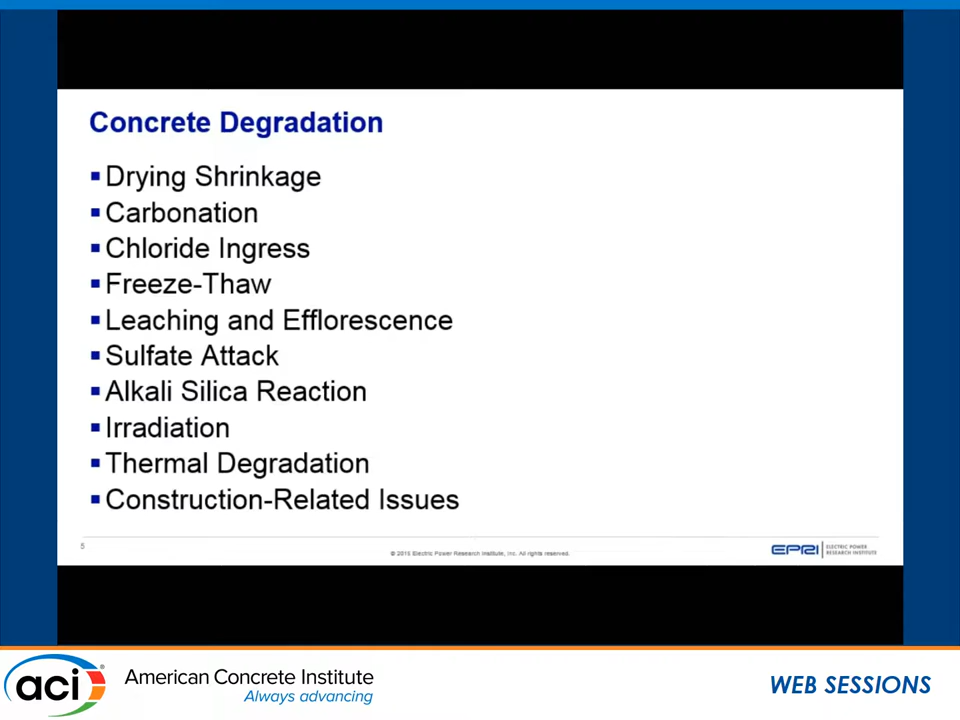 Concrete Degradation
▪ Drying Shrinkage
▪ Carbonation
▪ Chloride Ingress
▪ Freeze-Thaw
▪ Leaching and Efflorescence
▪ Sulfate Attack
▪ Alkali Silica Reaction
▪ Irradiation
▪ Thermal Degradation
▪ Construction-Related Issues
5
© 2015 Electric Power Research Institute, Inc. All rights reserved.
EPRI ELECTRIC POWER
RESEARCH INSTITUTE
aci®
American Concrete Institute
Always advancing
WEB SESSIONS